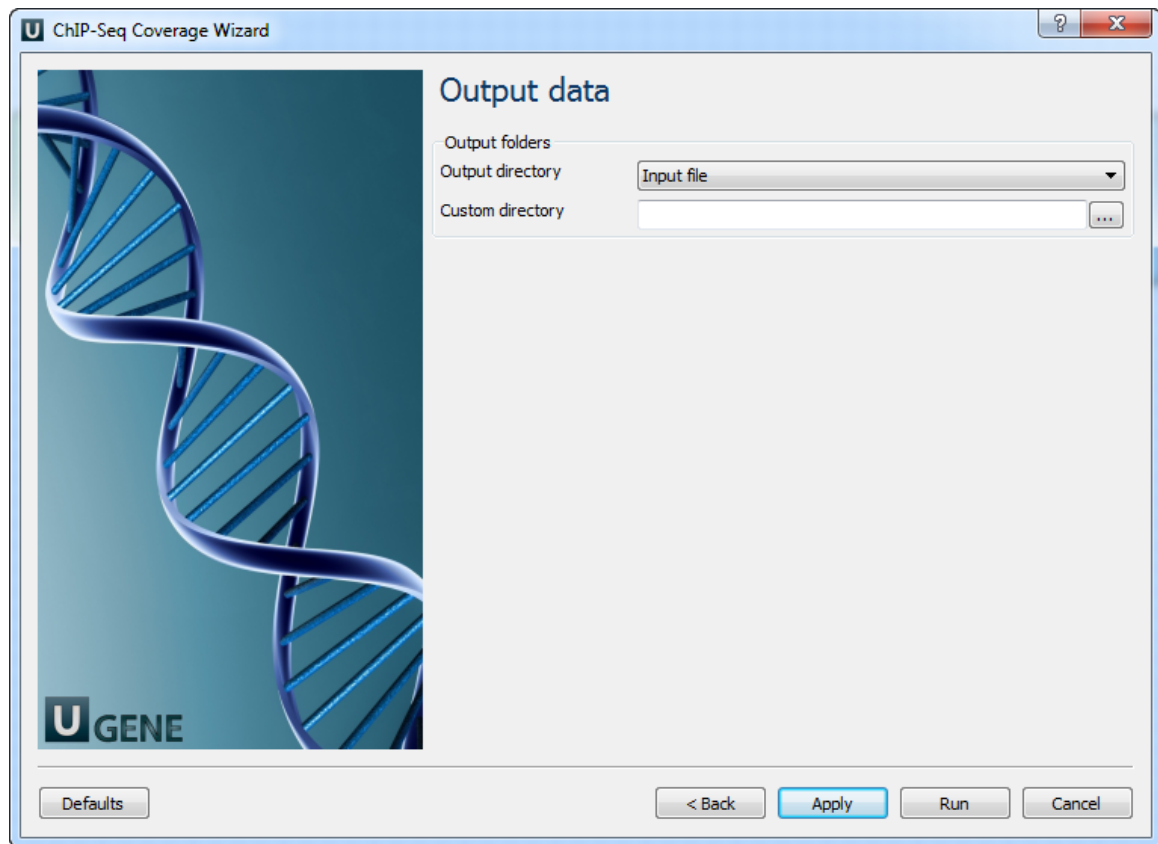 U ChIP-Seq Coverage Wizard
?
X
Output data
Output folders
Output directory Input file
Custom directory ...
U GENE
Defaults < Back Apply Run Cancel